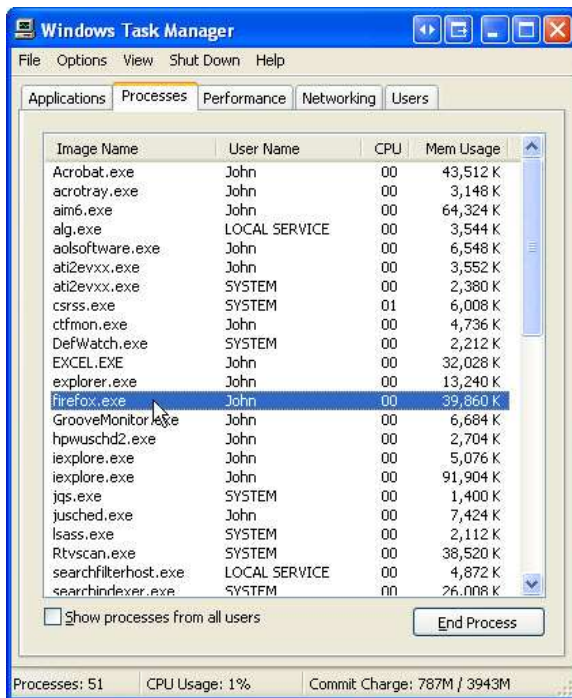 Windows Task Manager
File Options View Shut Down Help
Applications Processes Performance Networking Users
Image Name User Name CPU Mem Usage
Acrobat.exe John 00 43,512 K
acrotray.exe John 00 3,148 K
aim6.exe John 00 64,324 K
alg.exe LOCAL SERVICE 00 3,544 K
aolsoftware.exe John 00 6,548 K
ati2evxx.exe John 00 3,552 K
ati2evxx.exe SYSTEM 00 2,380 K
csrss.exe SYSTEM 01 6,008 K
ctfmon.exe John 00 4,736 K
DefWatch.exe SYSTEM 00 2,212 K
EXCEL.EXE John 00 32,028 K
explorer.exe John 00 13,240 K
firefox.exe John 00 39,860 K
GrooveMonitor.exe John 00 6,684 K
hpwuschd2.exe John 00 2,704 K
iexplore.exe John 00 5,076 K
iexplore.exe John 00 91,904 K
jqs.exe SYSTEM 00 1,400 K
jusched.exe John 00 7,424 K
lsass.exe SYSTEM 00 2,112 K
Rtvscan.exe SYSTEM 00 38,520 K
searchfilterhost.exe LOCAL SERVICE 00 4,872 K
searchindexer.exe SYSTEM 00 26,008 K
Show processes from all users
End Process
Processes: 51 CPU Usage: 1% Commit Charge: 787M / 3943M